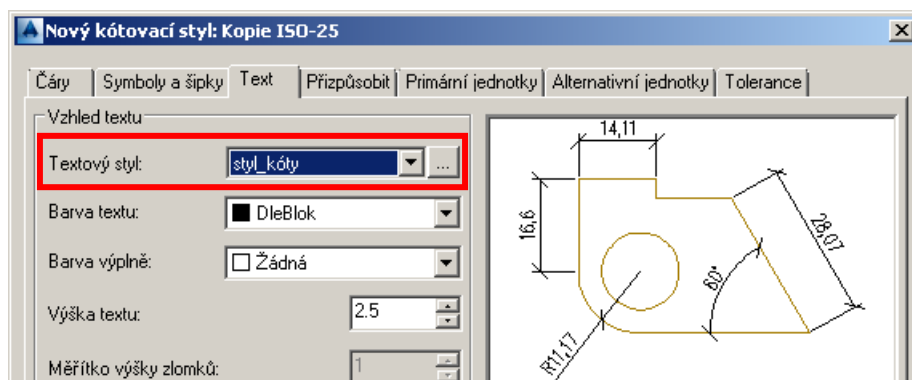 Nový kótovací styl: Kopie ISO-25
Čáry Symboly a šipky Text Přizpůsobit Primární jednotky Alternativní jednotky Tolerance
Vzhled textu
Textový styl: styl_kóty ...
Barva textu: DleBlok
Barva výplně: Žádná
Výška textu: 2.5
Měřítko výšky zlomků: 1
14,11
16,6
28,07
60°
R11,17